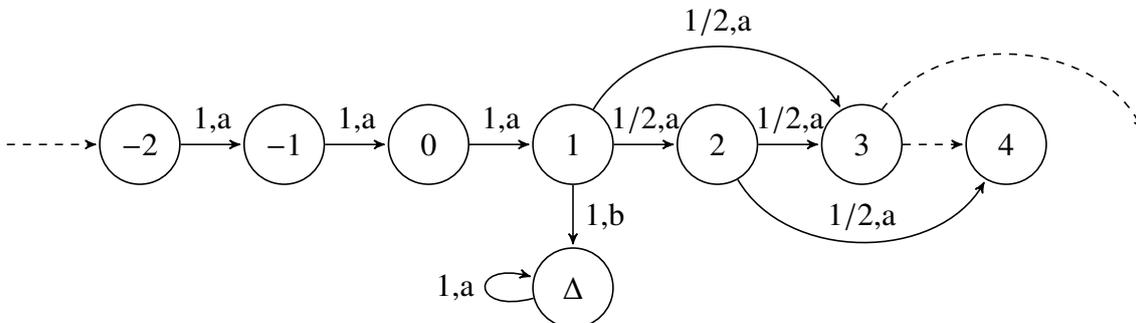 1/2,a
1,a 1,a 1,a 1/2,a 1/2,a
−2 −1 0 1 2 3 4
1,b 1/2,a
1,a Δ